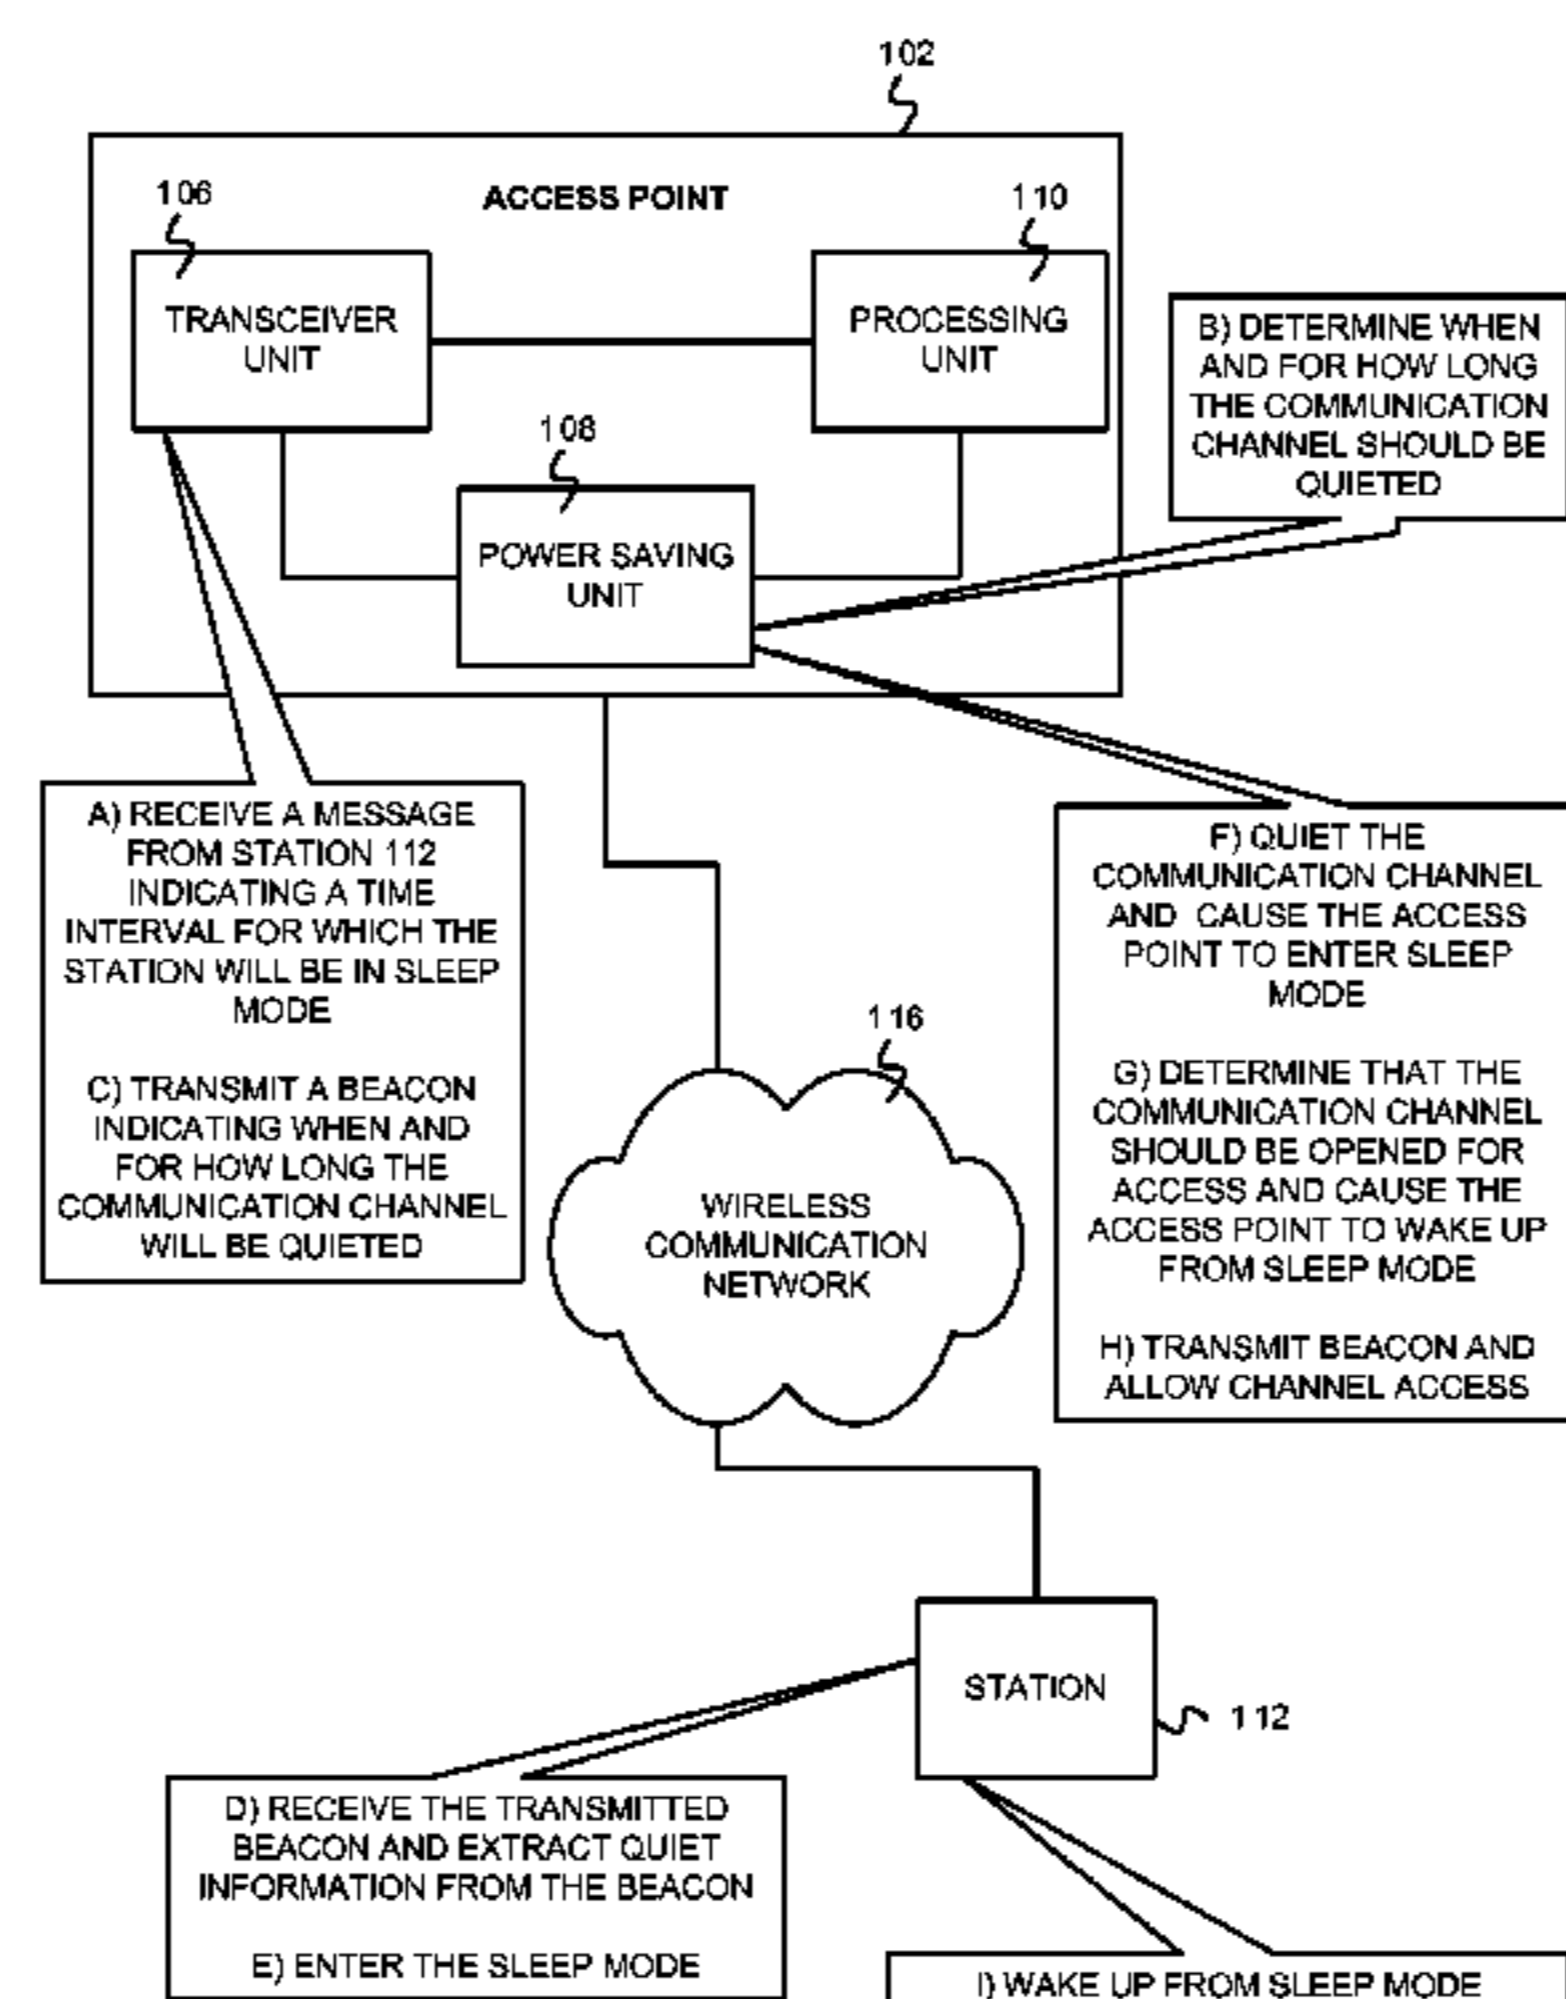 102
ACCESS POINT
106
110
TRANSCEIVER
UNIT
PROCESSING
UNIT
108
POWER SAVING
UNIT
B) DETERMINE WHEN
AND FOR HOW LONG
THE COMMUNICATION
CHANNEL SHOULD BE
QUIETED
A) RECEIVE A MESSAGE
FROM STATION 112
INDICATING A TIME
INTERVAL FOR WHICH THE
STATION WILL BE IN SLEEP
MODE
C) TRANSMIT A BEACON
INDICATING WHEN AND
FOR HOW LONG THE
COMMUNICATION CHANNEL
WILL BE QUIETED
F) QUIET THE
COMMUNICATION CHANNEL
AND CAUSE THE ACCESS
POINT TO ENTER SLEEP
MODE
G) DETERMINE THAT THE
COMMUNICATION CHANNEL
SHOULD BE OPENED FOR
ACCESS AND CAUSE THE
ACCESS POINT TO WAKE UP
FROM SLEEP MODE
H) TRANSMIT BEACON AND
ALLOW CHANNEL ACCESS
116
WIRELESS
COMMUNICATION
NETWORK
STATION
112
D) RECEIVE THE TRANSMITTED
BEACON AND EXTRACT QUIET
INFORMATION FROM THE BEACON
E) ENTER THE SLEEP MODE
I) WAKE UP FROM SLEEP MODE